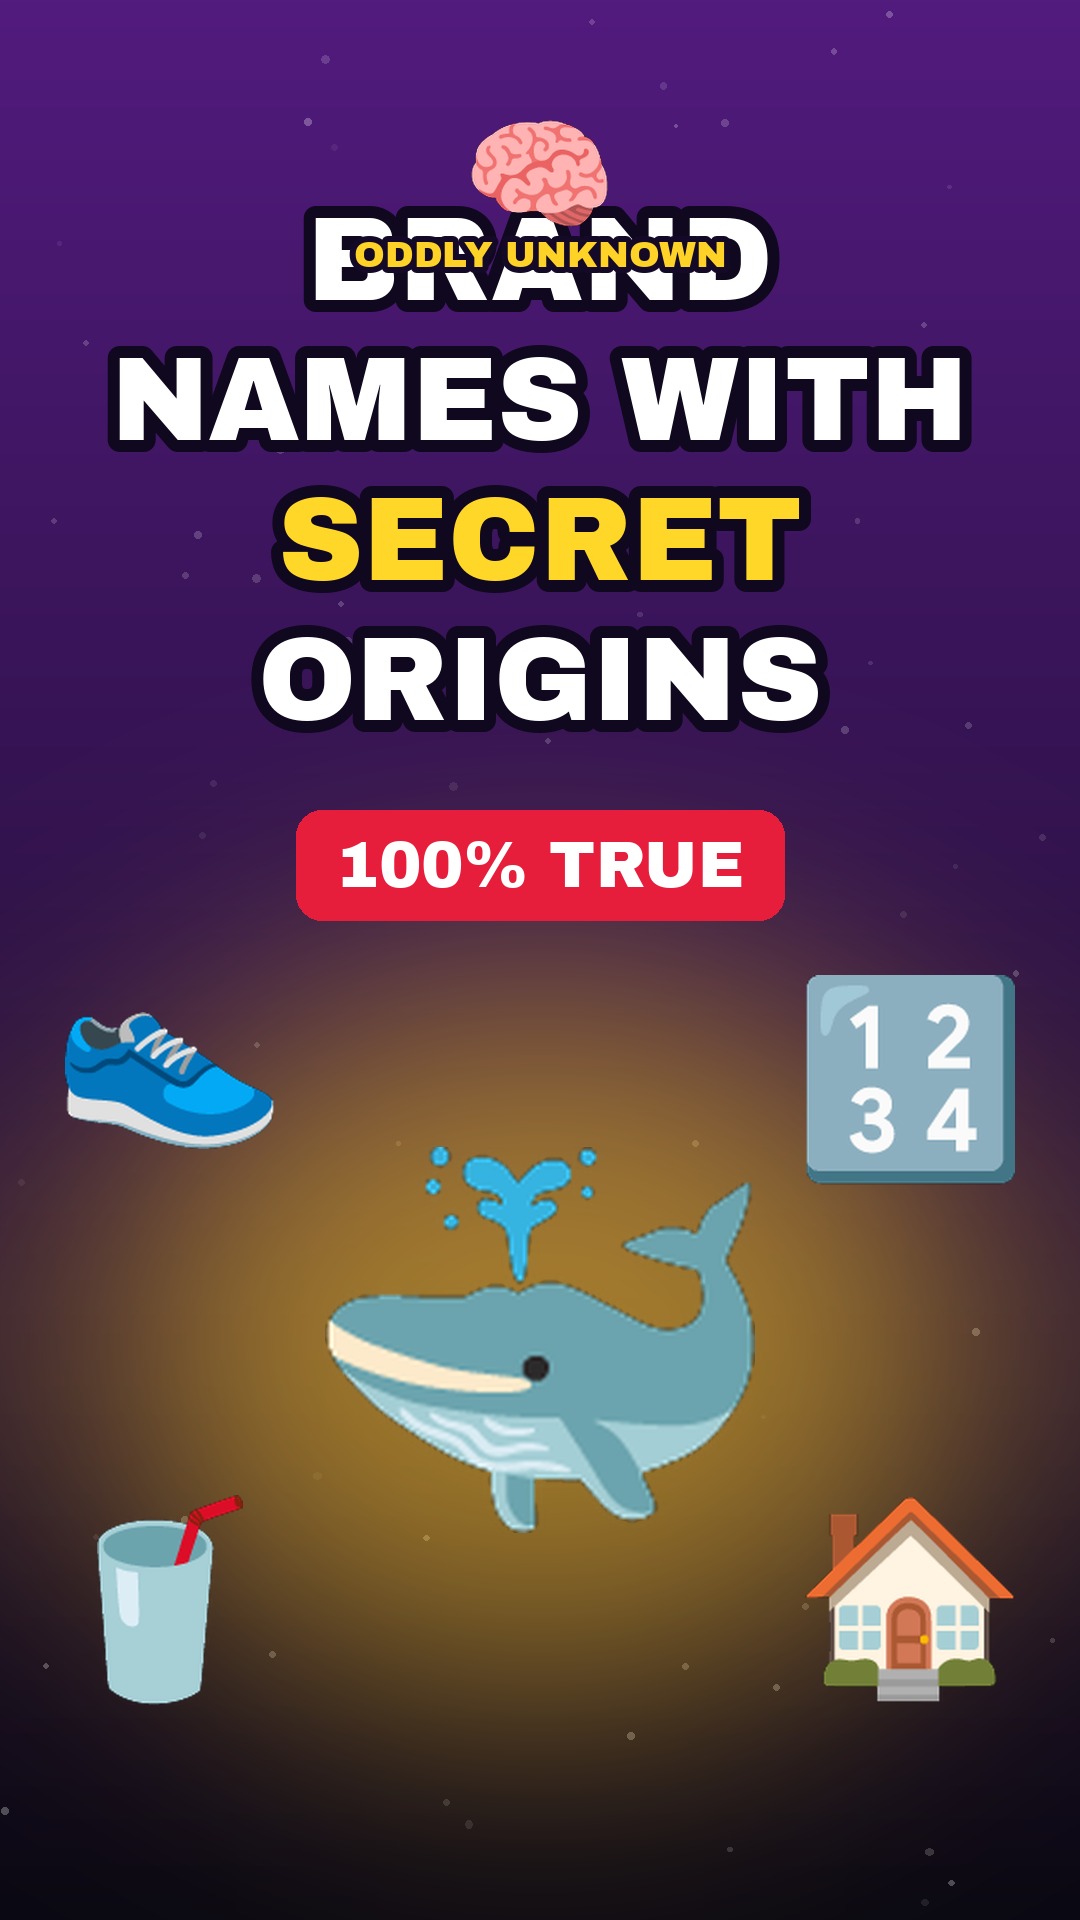 BRAND
ODDLY UNKNOWN
NAMES WITH
SECRET
ORIGINS
100% TRUE
1 2
3 4